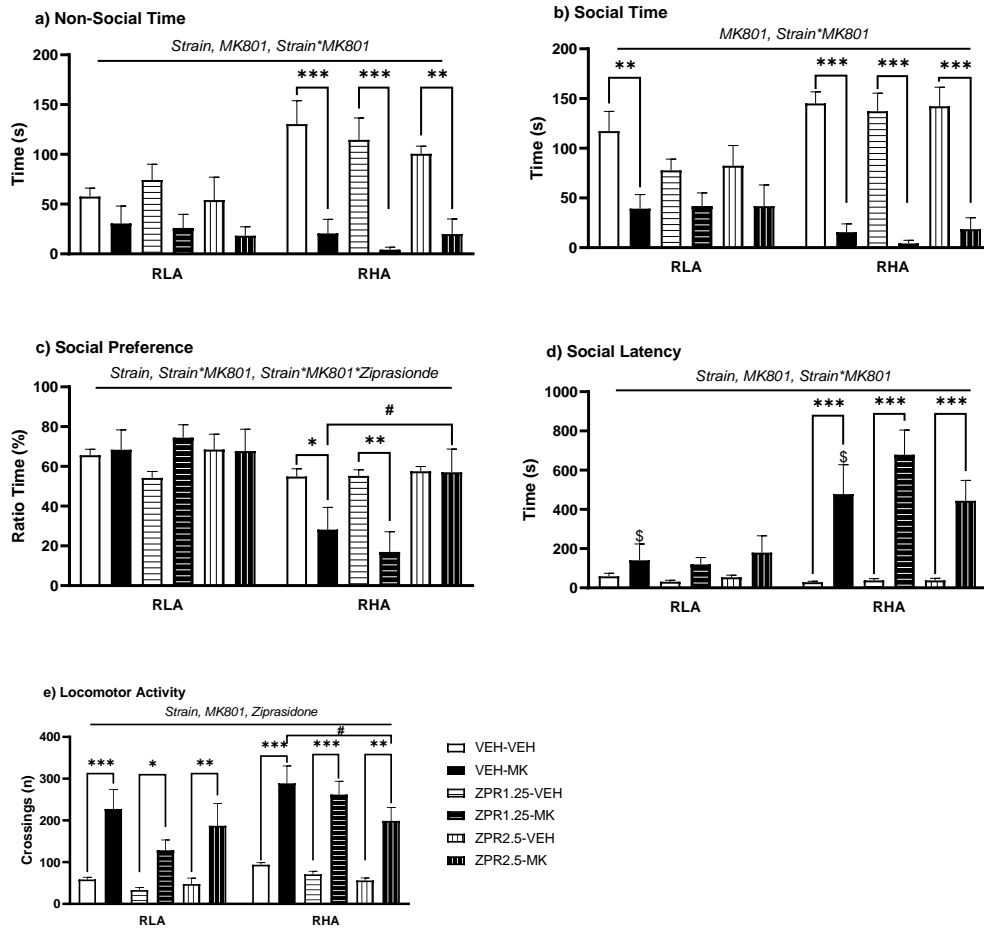 a) Non-Social Time
Strain, MK801, Strain*MK801
*** *** **
Time (s)
200
150
100
50
0
RLA RHA
b) Social Time
MK801, Strain*MK801
** *** *** ***
Time (s)
200
150
100
50
0
RLA RHA
c) Social Preference
Strain, Strain*MK801, Strain*MK801*Ziprasionde
#
* **
Ratio Time (%)
100
80
60
40
20
0
RLA RHA
d) Social Latency
Strain, MK801, Strain*MK801
*** *** ***
$ $
Time (s)
1000
800
600
400
200
0
RLA RHA
e) Locomotor Activity
Strain, MK801, Ziprasidone
#
*** * ** *** *** **
Crossings (n)
400
300
200
100
0
RLA RHA
VEH-VEH
VEH-MK
ZPR1.25-VEH
ZPR1.25-MK
ZPR2.5-VEH
ZPR2.5-MK